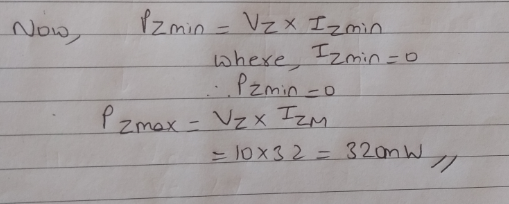 Now, Pzmin = Vz × Izmin
where, Izmin = 0
∴ Pzmin = 0
Pzmax = Vz × IZM
= 10 × 32 = 320mW //